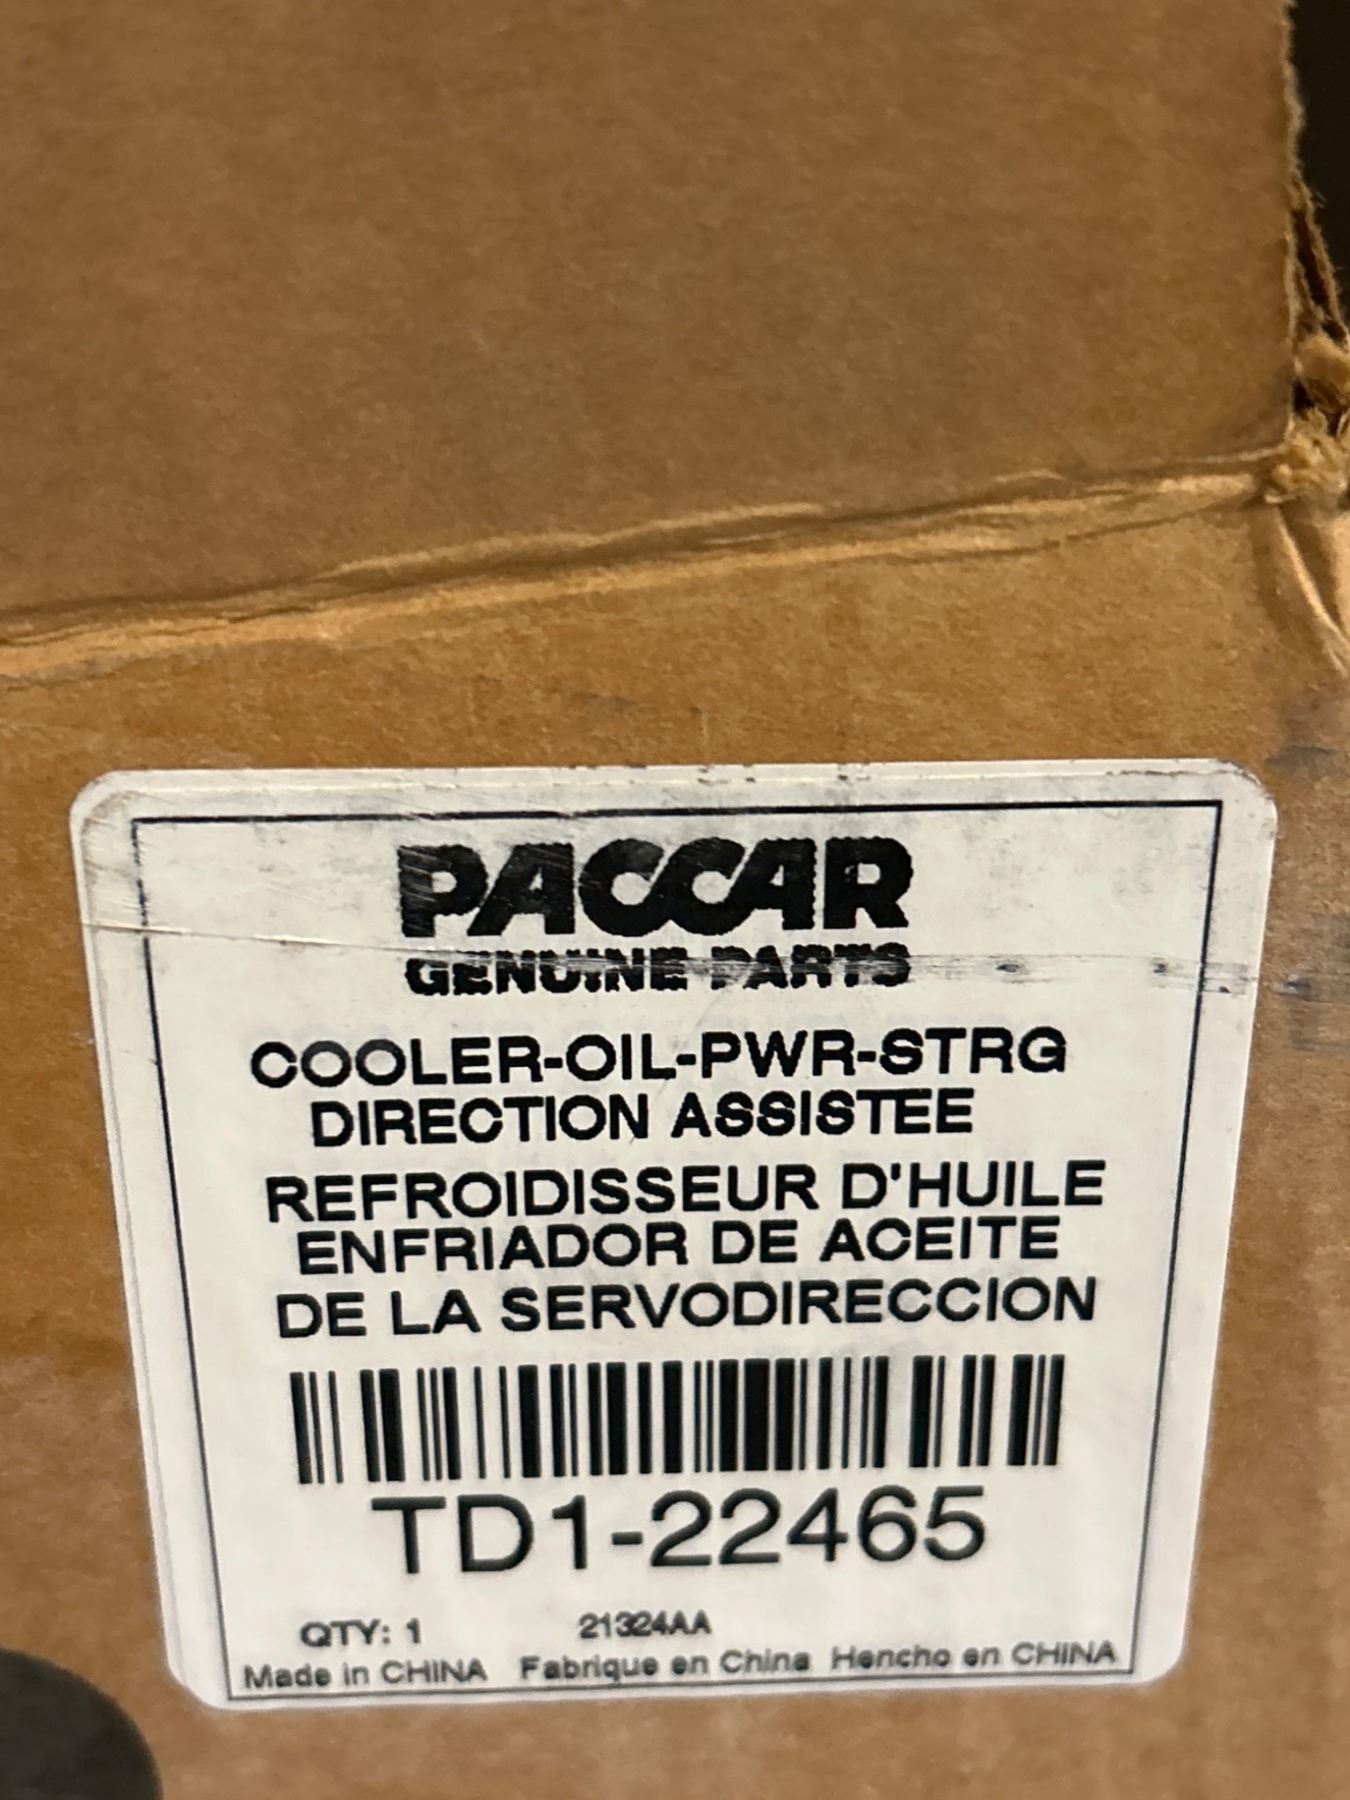 PACCAR
GENUINE PARTS
COOLER-OIL-PWR-STRG
DIRECTION ASSISTEE
REFROIDISSEUR D'HUILE
ENFRIADOR DE ACEITE
DE LA SERVODIRECCION
TD1-22465
QTY: 1 21324AA
Made in CHINA Fabrique en China Hencho en CHINA